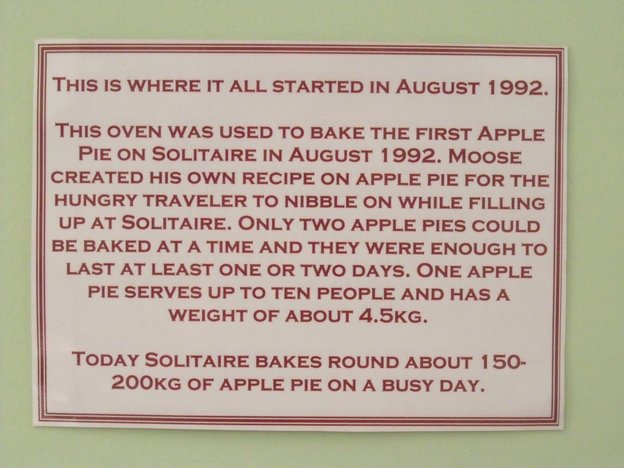 This is where it all started in August 1992.
This oven was used to bake the first Apple
Pie on Solitaire in August 1992. Moose
created his own recipe on apple pie for the
hungry traveler to nibble on while filling
up at Solitaire. Only two apple pies could
be baked at a time and they were enough to
last at least one or two days. One apple
pie serves up to ten people and has a
weight of about 4.5kg.
Today Solitaire bakes round about 150-
200kg of apple pie on a busy day.